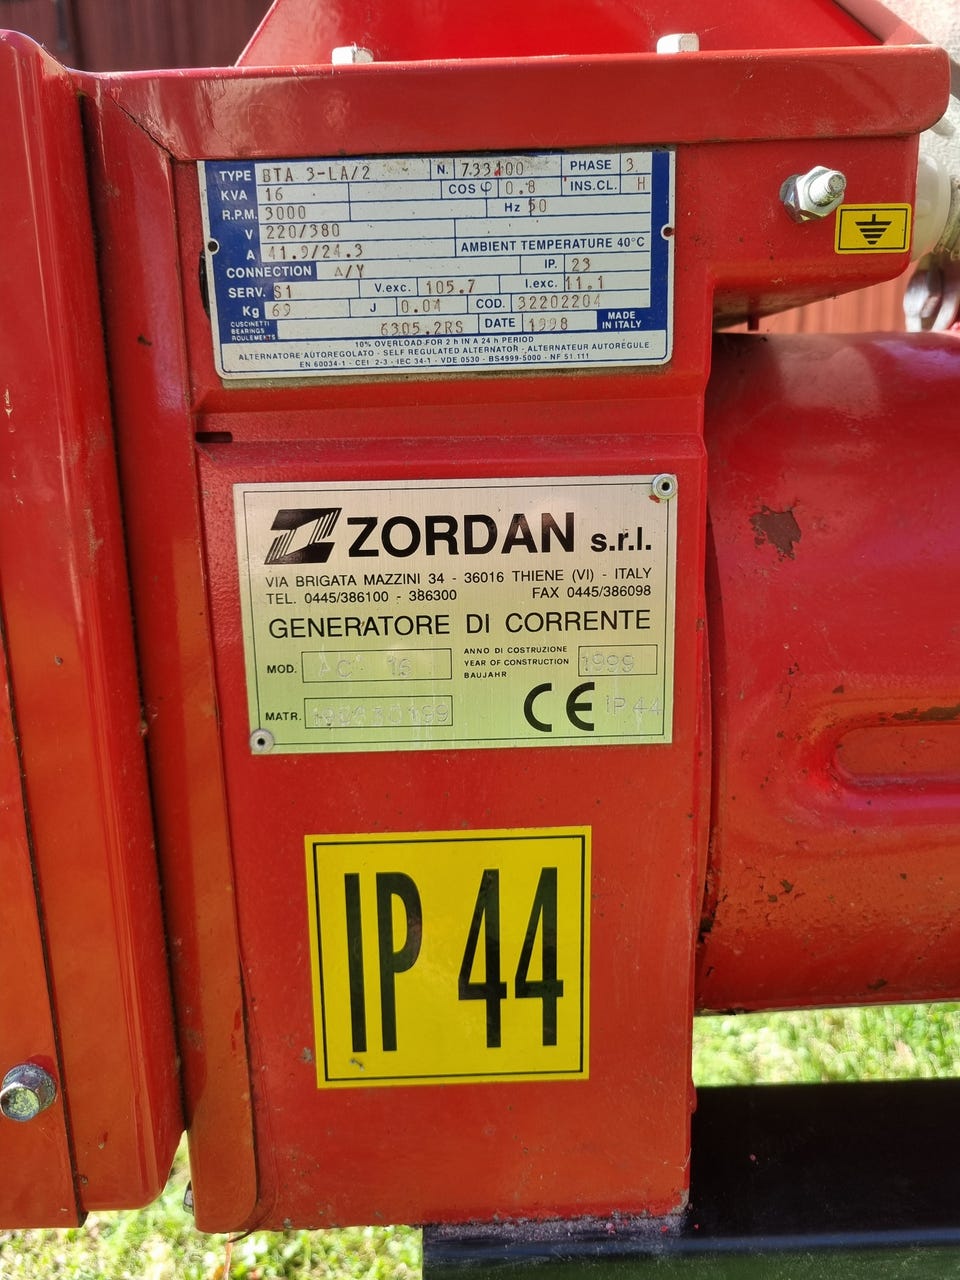 TYPE BTA 3-LA/2 N. 733100 PHASE 3
KVA 16 COS φ 0.8 INS.CL. H
R.P.M. 3000 Hz 50
V 220/380
A 41.9/24.3 AMBIENT TEMPERATURE 40°C
CONNECTION Δ/Y IP. 23
SERV. S1 V.exc. 105.7 I.exc. 11.1
Kg 69 J 0.04 COD. 32202204
CUSCINETTI
BEARINGS
ROULEMENTS
6305.2RS DATE 1998 MADE
IN ITALY
10% OVERLOAD FOR 2 h IN A 24 h PERIOD
ALTERNATORE AUTOREGOLATO - SELF REGULATED ALTERNATOR - ALTERNATEUR AUTOREGULE
EN 60034-1 - CEI 2-3 - IEC 34-1 - VDE 0530 - BS4999-5000 - NF 51.111
ZORDAN s.r.l.
VIA BRIGATA MAZZINI 34 - 36016 THIENE (VI) - ITALY
TEL. 0445/386100 - 386300 FAX 0445/386098
GENERATORE DI CORRENTE
MOD. AC 16
ANNO DI COSTRUZIONE
YEAR OF CONSTRUCTION
BAUJAHR
1999
MATR.
CE IP 44
IP 44